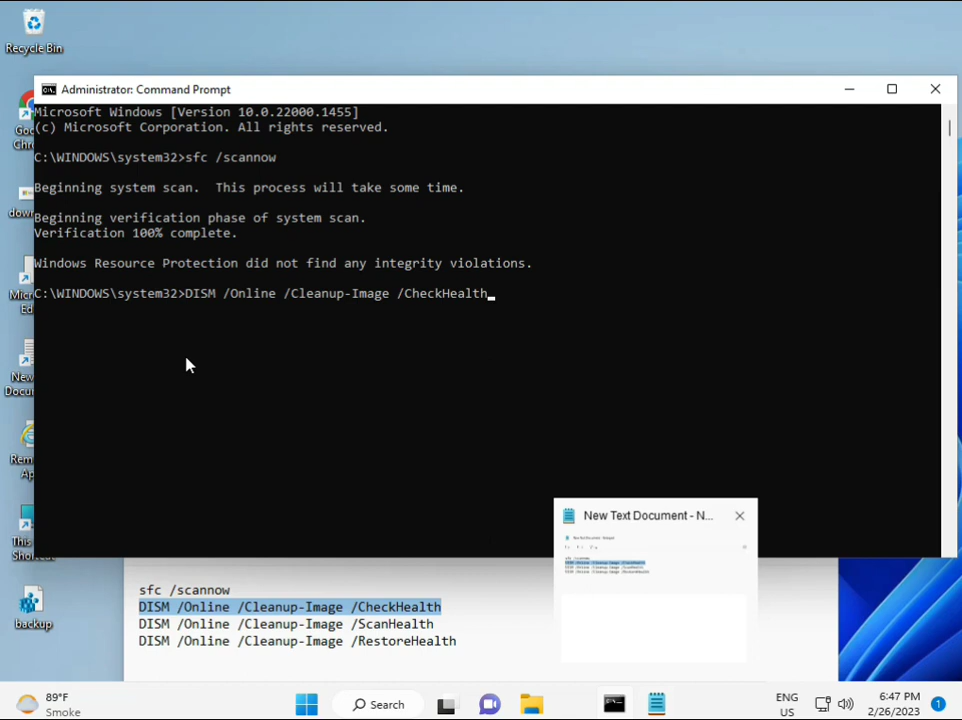 Recycle Bin
Administrator: Command Prompt
Microsoft Windows [Version 10.0.22000.1455]
(c) Microsoft Corporation. All rights reserved.
C:\WINDOWS\system32>sfc /scannow
Beginning system scan.  This process will take some time.
Beginning verification phase of system scan.
Verification 100% complete.
Windows Resource Protection did not find any integrity violations.
C:\WINDOWS\system32>DISM /Online /Cleanup-Image /CheckHealth
New Text Document - N...
sfc /scannow
DISM /Online /Cleanup-Image /CheckHealth
DISM /Online /Cleanup-Image /ScanHealth
DISM /Online /Cleanup-Image /RestoreHealth
backup
89°F
Smoke
Search
ENG
US
6:47 PM
2/26/2023
1